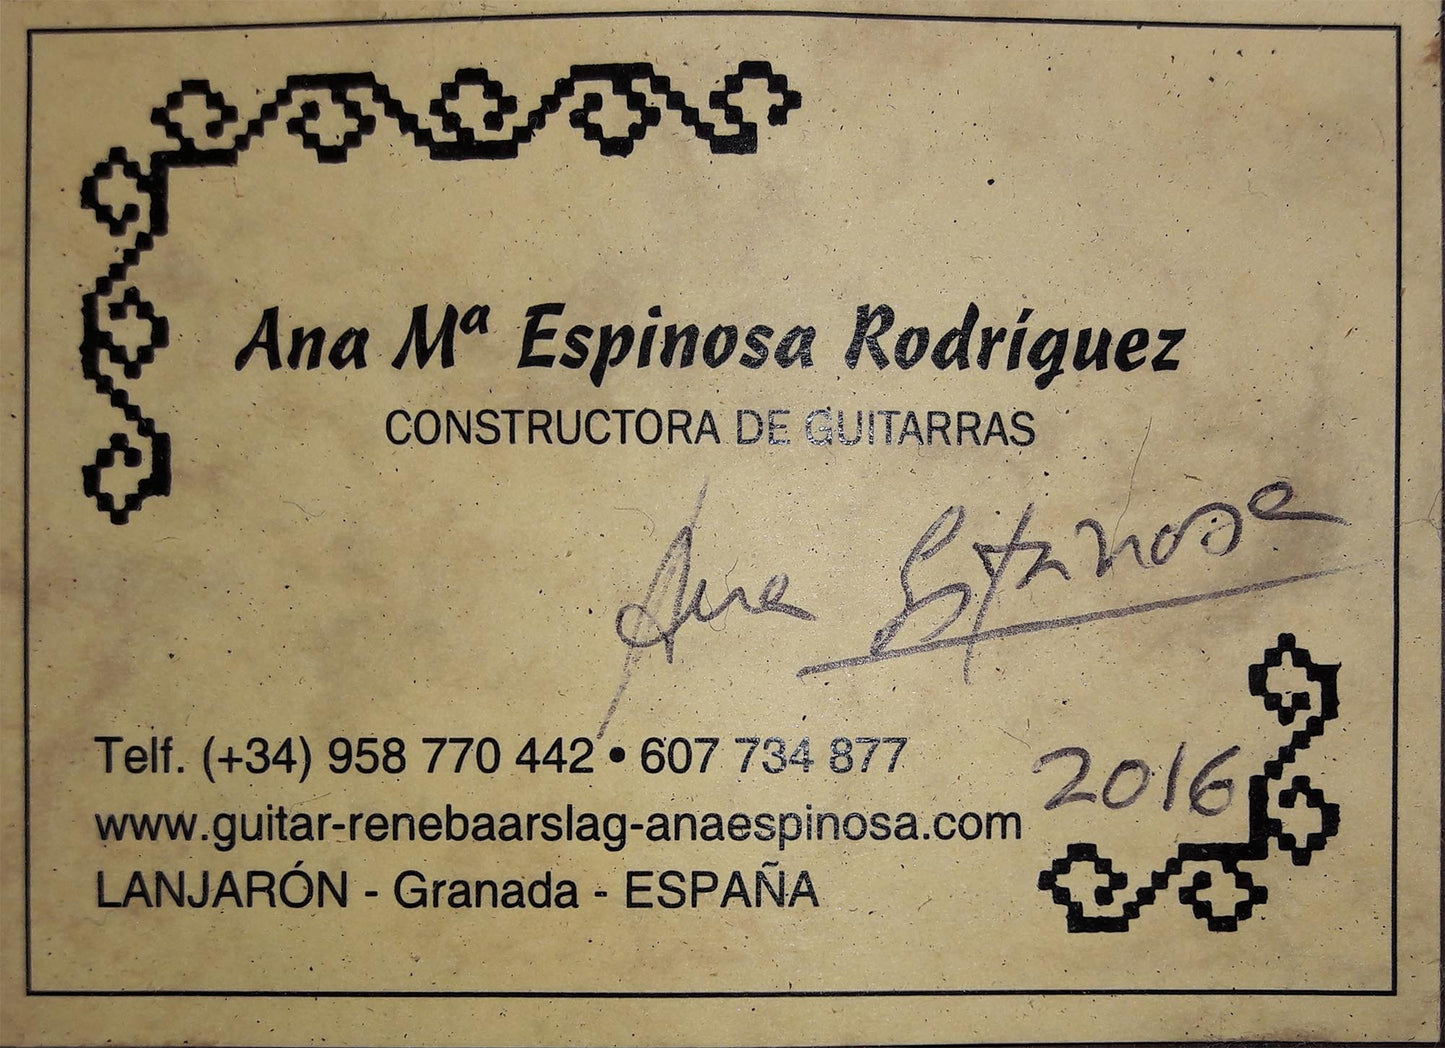 Ana Mª Espinosa Rodríguez
CONSTRUCTORA DE GUITARRAS
Ana Espinosa
Telf. (+34) 958 770 442 • 607 734 877
2016
www.guitar-renebaarslag-anaespinosa.com
LANJARÓN - Granada - ESPAÑA